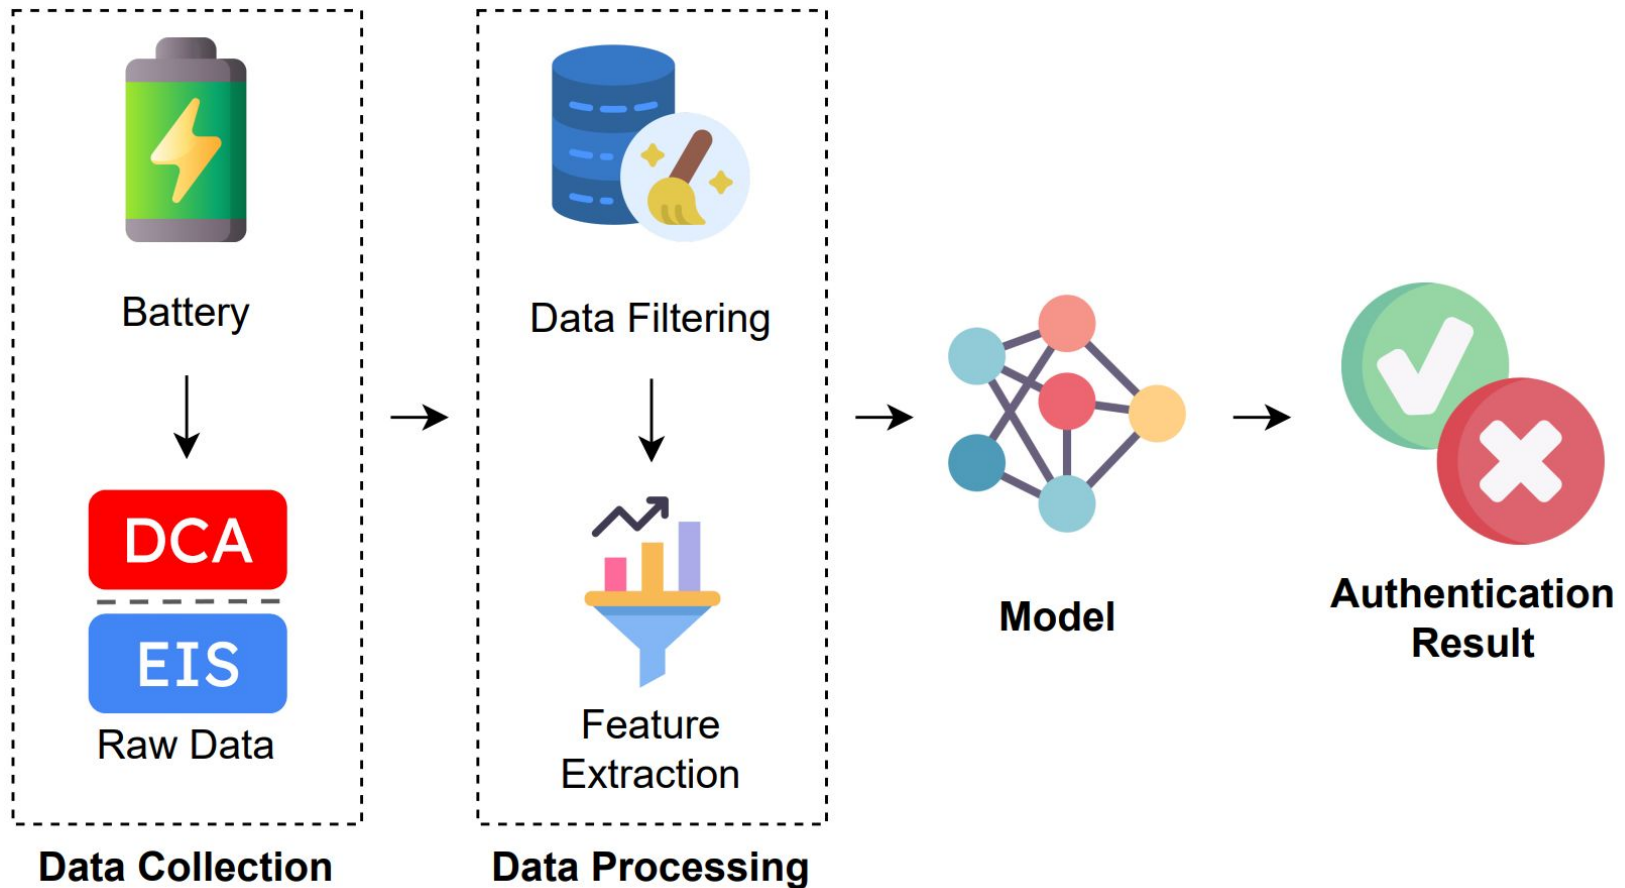 Battery
DCA
EIS
Raw Data
Data Collection
Data Filtering
Feature
Extraction
Data Processing
Model
Authentication
Result